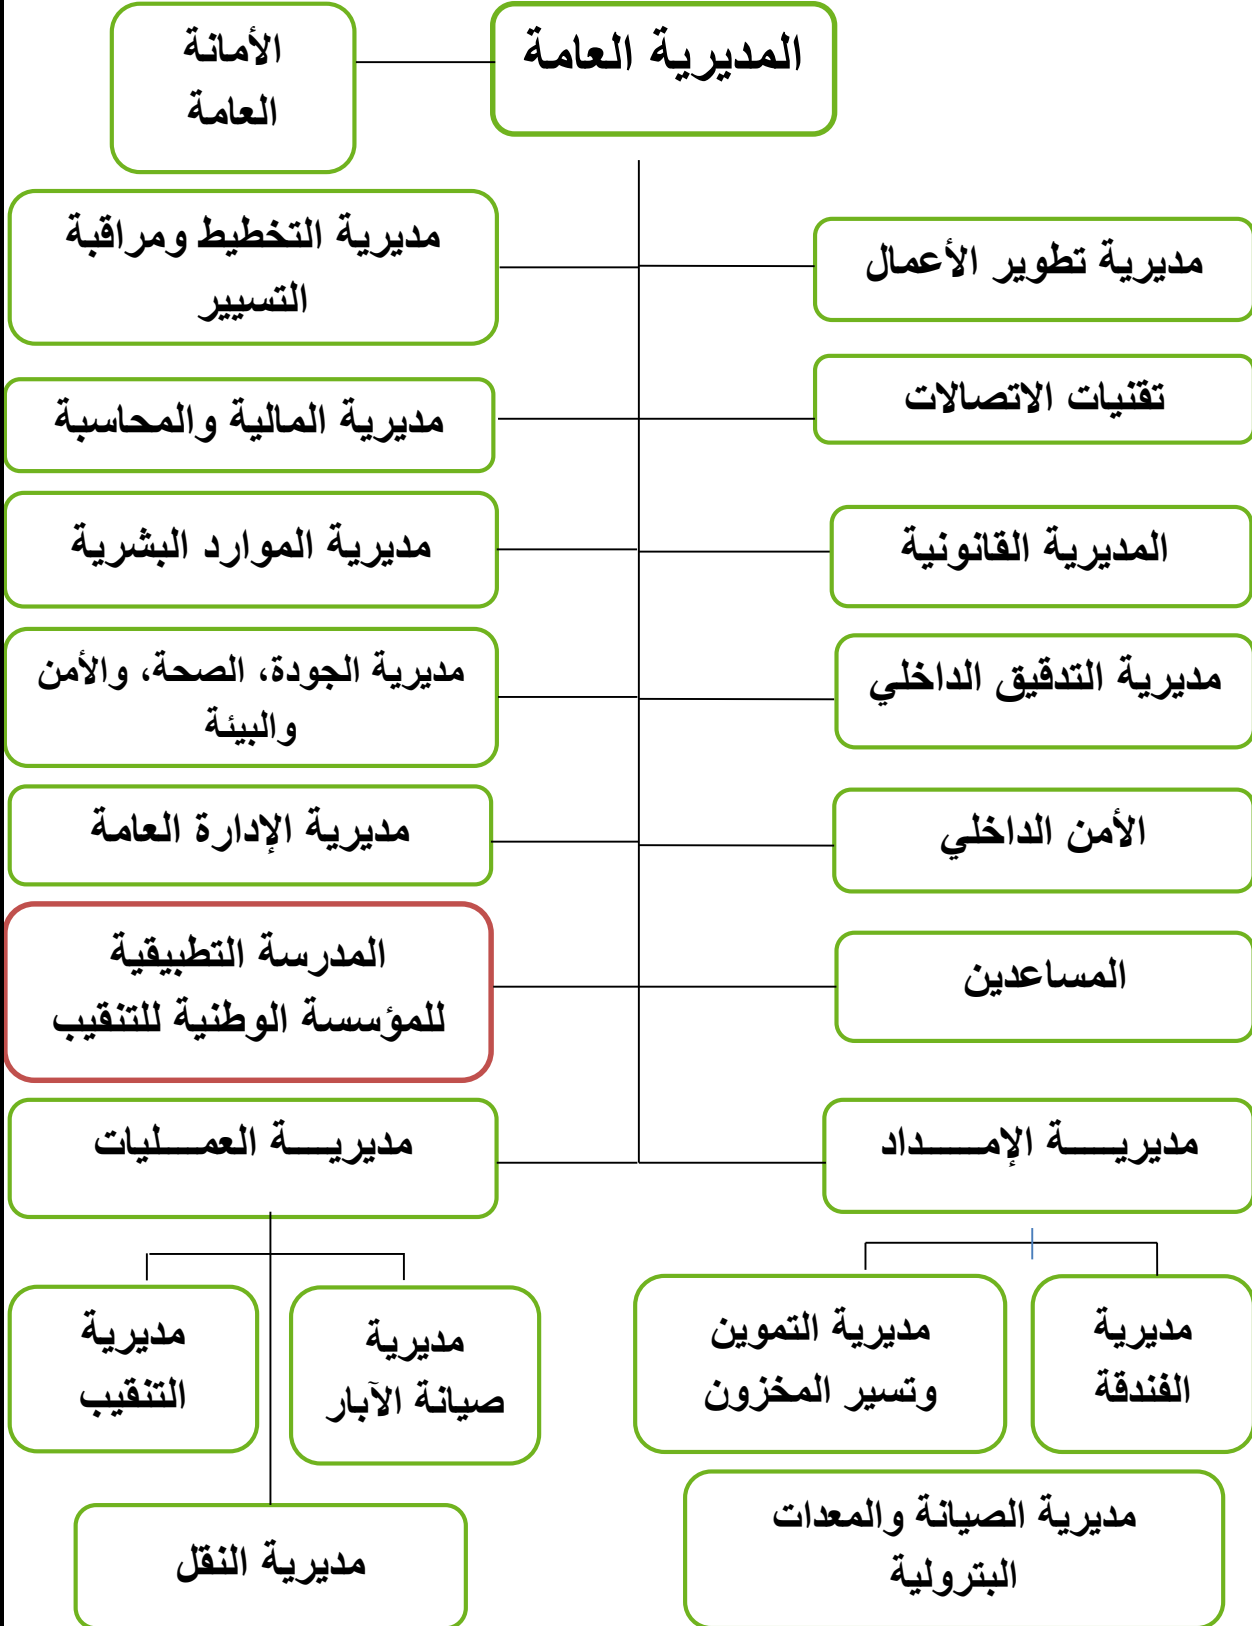 المديرية العامة
الأمانة
العامة
مديرية تطوير الأعمال
مديرية التخطيط ومراقبة
التسيير
تقنيات الاتصالات
مديرية المالية والمحاسبة
المديرية القانونية
مديرية الموارد البشرية
مديرية التدقيق الداخلي
مديرية الجودة، الصحة، والأمن
والبيئة
الأمن الداخلي
مديرية الإدارة العامة
المساعدين
المدرسة التطبيقية
للمؤسسة الوطنية للتنقيب
مديريـــــة الإمــــــداد
مديريـــــة العمـــــليات
مديرية
الفندقة
مديرية التموين
وتسير المخزون
مديرية
صيانة الآبار
مديرية
التنقيب
مديرية الصيانة والمعدات
البترولية
مديرية النقل